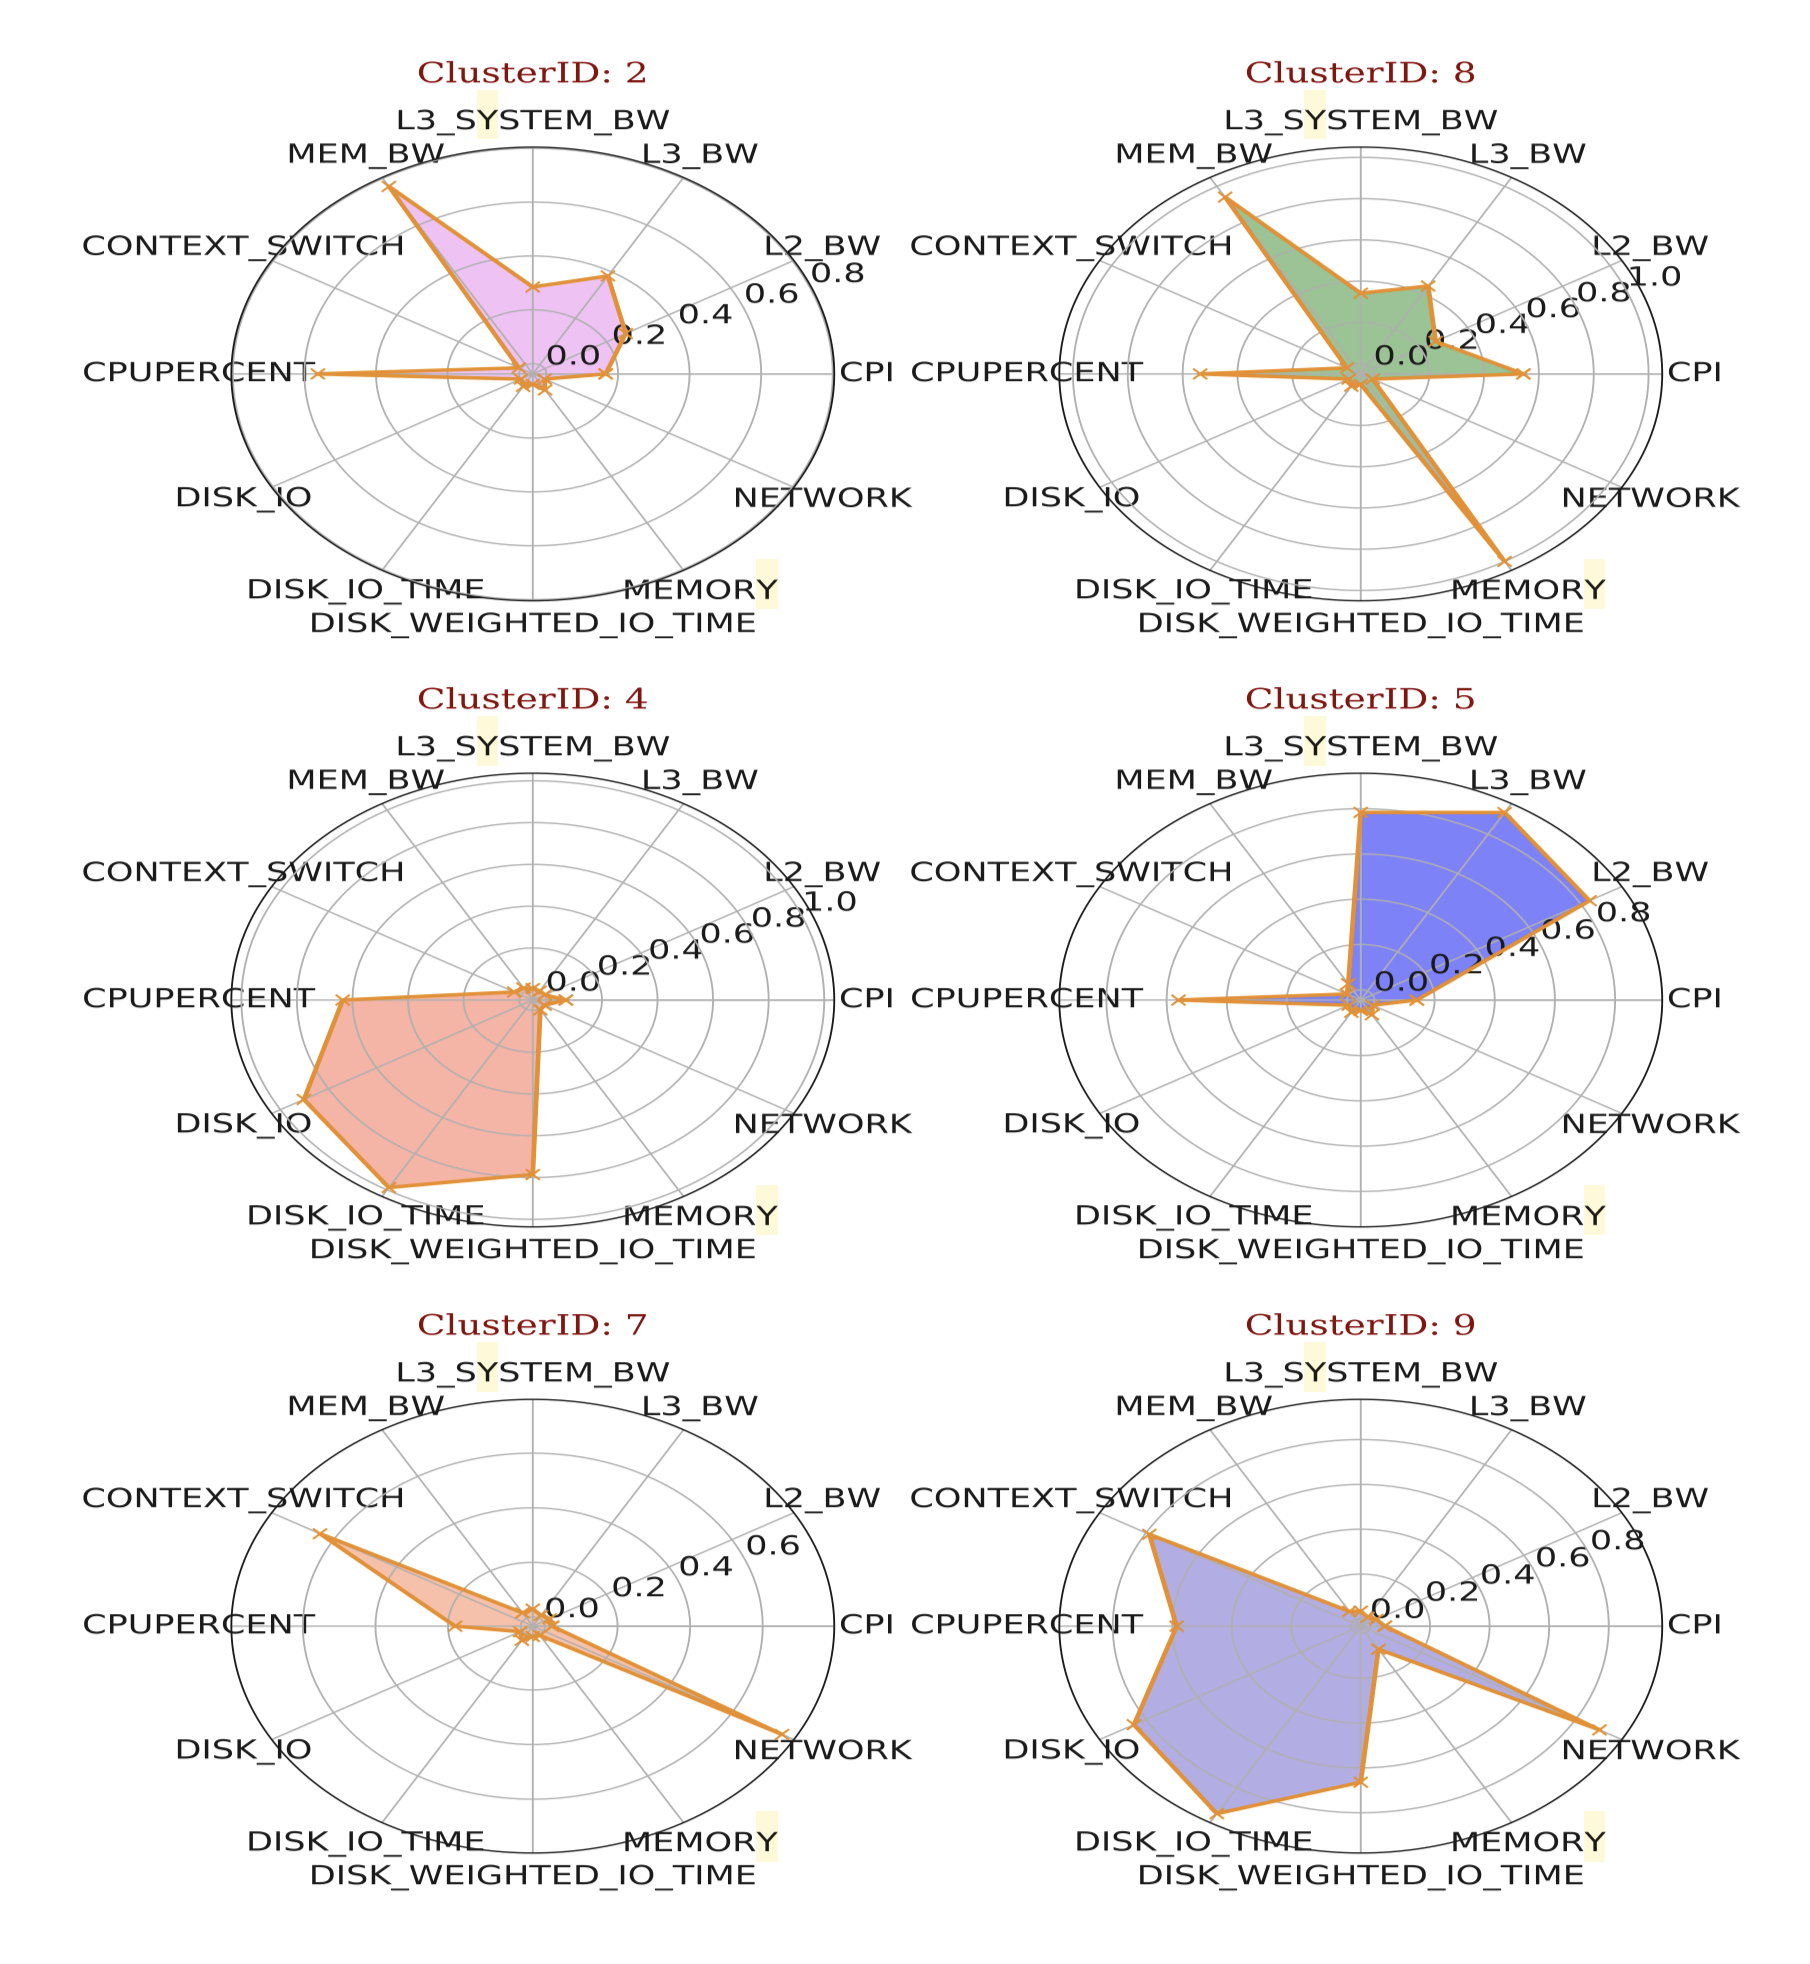 ClusterID: 2
L3_SYSTEM_BW
MEM_BW
L3_BW
CONTEXT_SWITCH
L2_BW
0.8
0.6
0.4
0.2
0.0
CPUPERCENT
CPI
DISK_IO
NETWORK
DISK_IO_TIME
MEMORY
DISK_WEIGHTED_IO_TIME
ClusterID: 8
L3_SYSTEM_BW
MEM_BW
L3_BW
CONTEXT_SWITCH
L2_BW
1.0
0.8
0.6
0.4
0.2
0.0
CPUPERCENT
CPI
DISK_IO
NETWORK
DISK_IO_TIME
MEMORY
DISK_WEIGHTED_IO_TIME
ClusterID: 4
L3_SYSTEM_BW
MEM_BW
L3_BW
CONTEXT_SWITCH
L2_BW
1.0
0.8
0.6
0.4
0.2
0.0
CPUPERCENT
CPI
DISK_IO
NETWORK
DISK_IO_TIME
MEMORY
DISK_WEIGHTED_IO_TIME
ClusterID: 5
L3_SYSTEM_BW
MEM_BW
L3_BW
CONTEXT_SWITCH
L2_BW
0.8
0.6
0.4
0.2
0.0
CPUPERCENT
CPI
DISK_IO
NETWORK
DISK_IO_TIME
MEMORY
DISK_WEIGHTED_IO_TIME
ClusterID: 7
L3_SYSTEM_BW
MEM_BW
L3_BW
CONTEXT_SWITCH
L2_BW
0.6
0.4
0.2
0.0
CPUPERCENT
CPI
DISK_IO
NETWORK
DISK_IO_TIME
MEMORY
DISK_WEIGHTED_IO_TIME
ClusterID: 9
L3_SYSTEM_BW
MEM_BW
L3_BW
CONTEXT_SWITCH
L2_BW
0.8
0.6
0.4
0.2
0.0
CPUPERCENT
CPI
DISK_IO
NETWORK
DISK_IO_TIME
MEMORY
DISK_WEIGHTED_IO_TIME